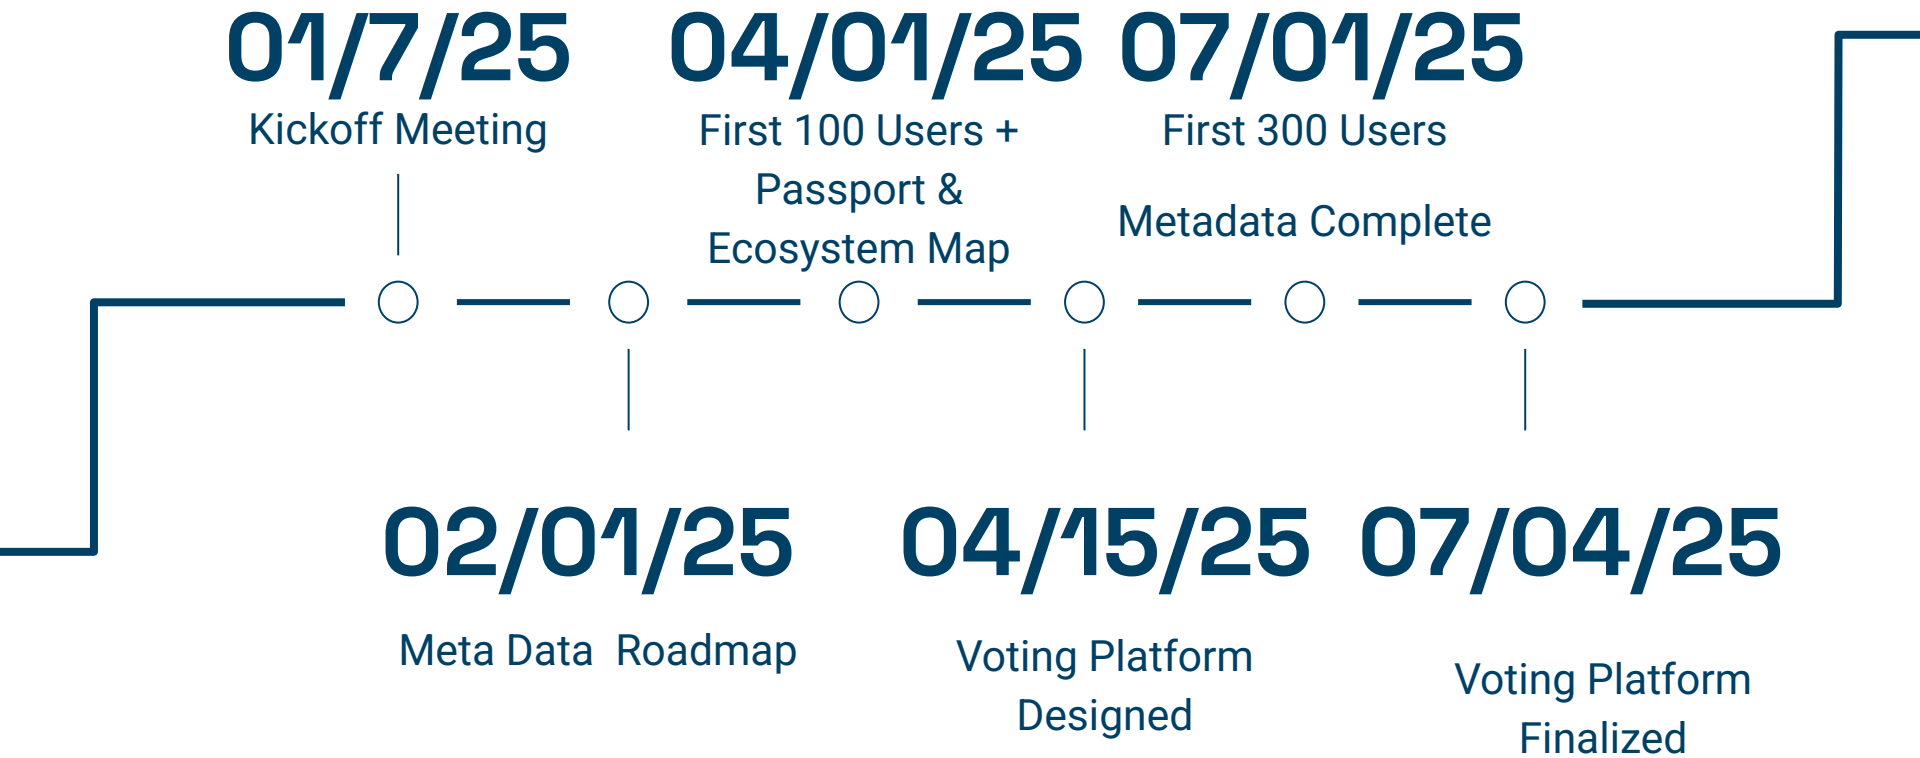 01/7/25
Kickoff Meeting
04/01/25
First 100 Users +
Passport &
Ecosystem Map
07/01/25
First 300 Users
Metadata Complete
02/01/25
Meta Data  Roadmap
04/15/25
Voting Platform
Designed
07/04/25
Voting Platform
Finalized